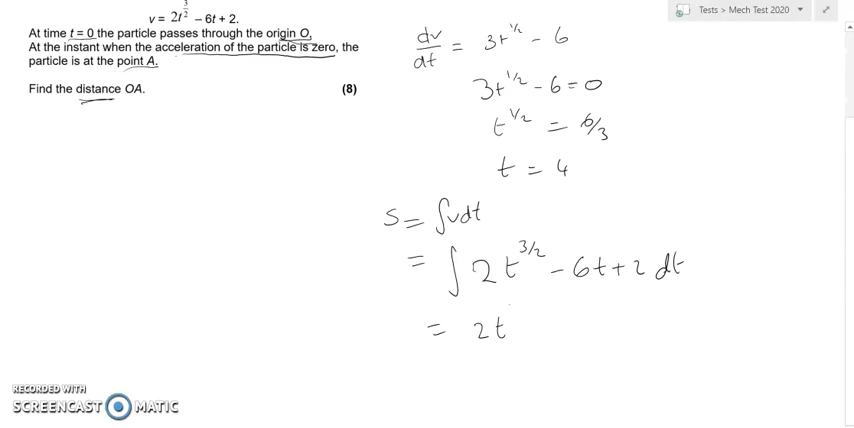 Tests > Mech Test 2020
v = 2t^{3/2} – 6t + 2.
At time t = 0 the particle passes through the origin O,
At the instant when the acceleration of the particle is zero, the
particle is at the point A.
Find the distance OA. (8)
dv/dt = 3t^{1/2} - 6
3t^{1/2} - 6 = 0
t^{1/2} = 6/3
t = 4
S = ∫vdt
= ∫ 2t^{3/2} - 6t + 2 dt
= 2t
RECORDED WITH
SCREENCAST MATIC